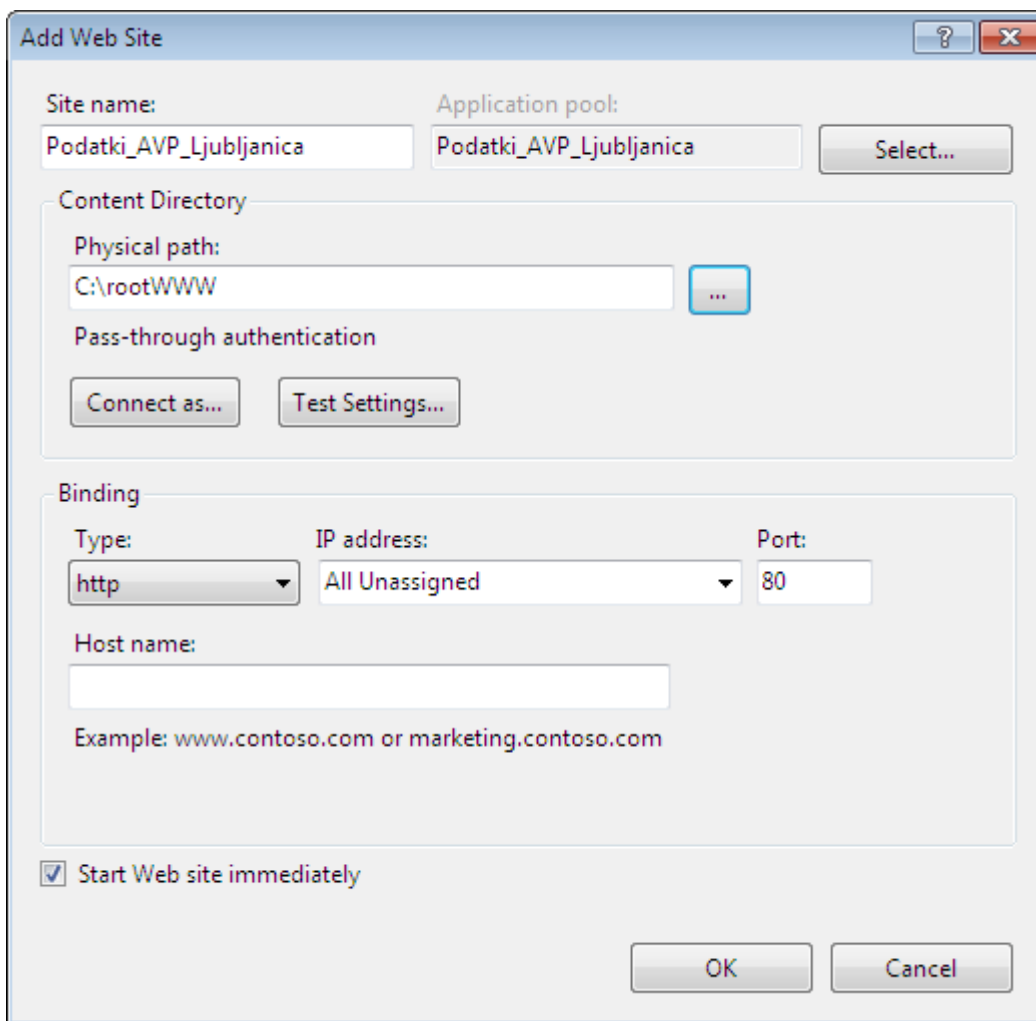 Add Web Site
Site name:
Application pool:
Podatki_AVP_Ljubljanica
Podatki_AVP_Ljubljanica
Select...
Content Directory
Physical path:
C:\rootWWW
...
Pass-through authentication
Connect as...
Test Settings...
Binding
Type:
IP address:
Port:
http
All Unassigned
80
Host name:
Example: www.contoso.com or marketing.contoso.com
Start Web site immediately
OK
Cancel